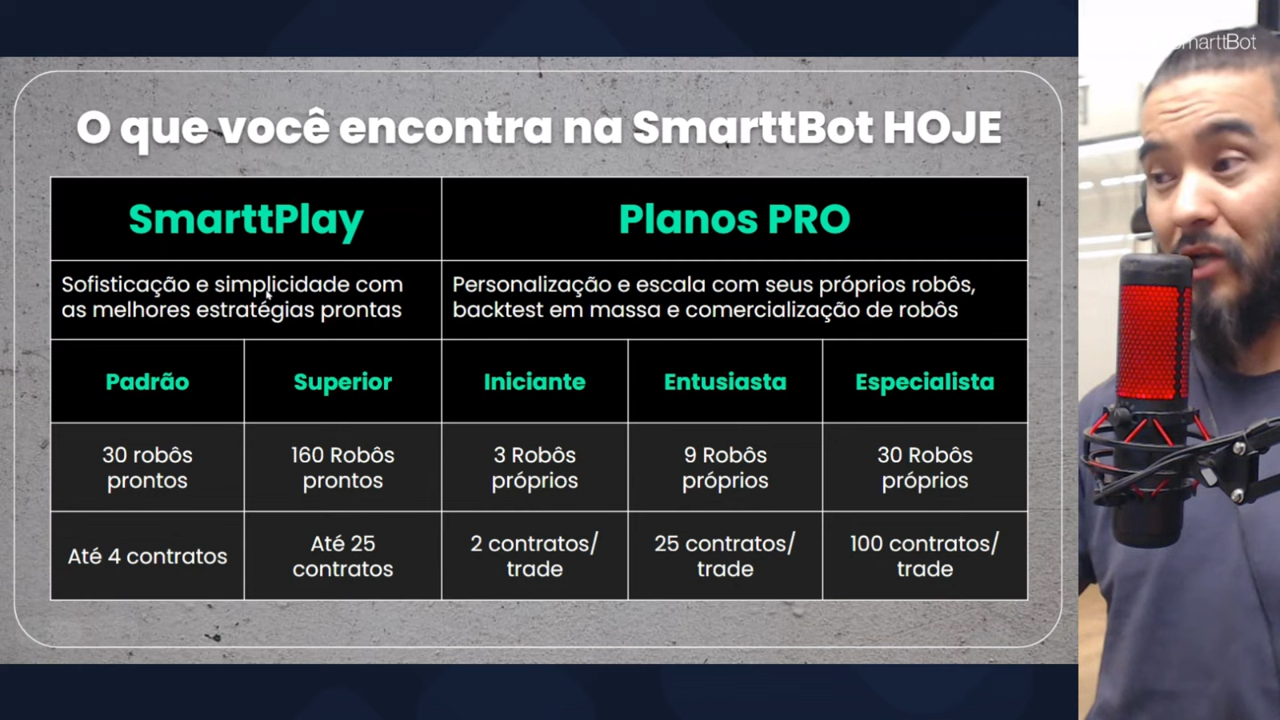 O que você encontra na SmarttBot HOJE
SmarttPlay
Planos PRO
Sofisticação e simplicidade com
as melhores estratégias prontas
Personalização e escala com seus próprios robôs,
backtest em massa e comercialização de robôs
Padrão
Superior
Iniciante
Entusiasta
Especialista
30 robôs
prontos
160 Robôs
prontos
3 Robôs
próprios
9 Robôs
próprios
30 Robôs
próprios
Até 4 contratos
Até 25
contratos
2 contratos/
trade
25 contratos/
trade
100 contratos/
trade
SmarttBot